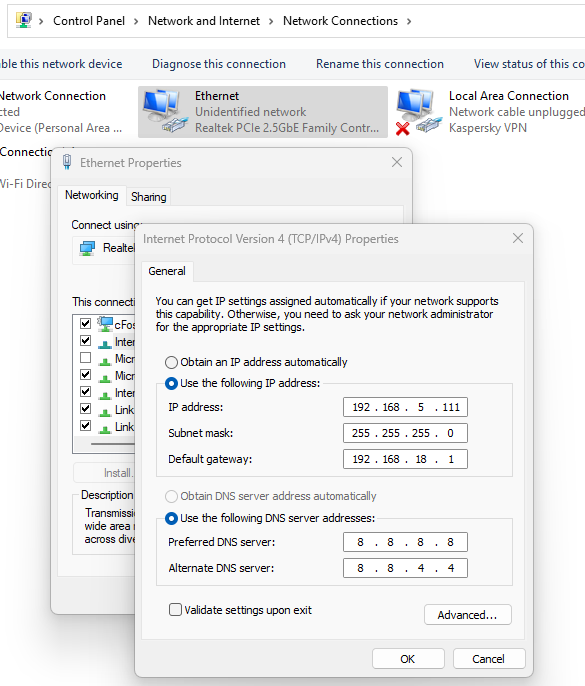 Control Panel > Network and Internet > Network Connections >
ble this network device Diagnose this connection Rename this connection View status of this co
Network Connection
cted
Device (Personal Area ...
Ethernet
Unidentified network
Realtek PCIe 2.5GbE Family Contr...
Local Area Connection
Network cable unplugged
Kaspersky VPN
Connection
Wi-Fi Direc
Ethernet Properties
Networking Sharing
Connect using:
Realtek
This connecti
cFos
Inter
Micr
Micr
Inter
Link
Link
Install...
Description
Transmissi
wide area n
across dive
Internet Protocol Version 4 (TCP/IPv4) Properties
General
You can get IP settings assigned automatically if your network supports
this capability. Otherwise, you need to ask your network administrator
for the appropriate IP settings.
Obtain an IP address automatically
Use the following IP address:
IP address: 192 . 168 . 5 . 111
Subnet mask: 255 . 255 . 255 . 0
Default gateway: 192 . 168 . 18 . 1
Obtain DNS server address automatically
Use the following DNS server addresses:
Preferred DNS server: 8 . 8 . 8 . 8
Alternate DNS server: 8 . 8 . 4 . 4
Validate settings upon exit
Advanced...
OK Cancel